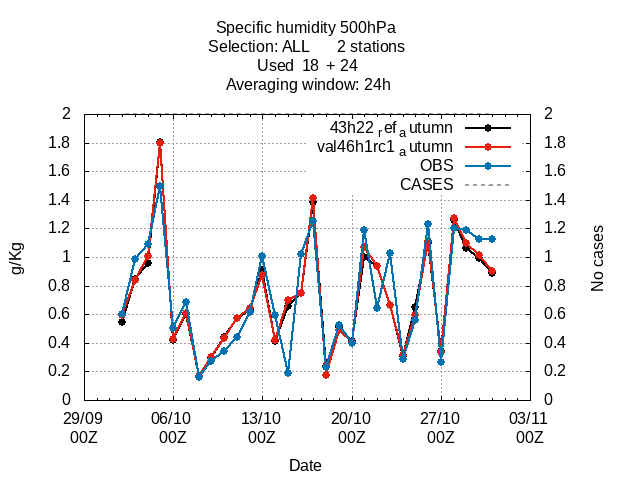 Specific humidity 500hPa
Selection: ALL 2 stations
Used 18 + 24
Averaging window: 24h
43h22 ref a utumn
val46h1rc1 a utumn
OBS
CASES
2
1.8
1.6
1.4
1.2
1
0.8
0.6
0.4
0.2
0
2
1.8
1.6
1.4
1.2
1
0.8
0.6
0.4
0.2
0
g/Kg
No cases
29/09 06/10 13/10 20/10 27/10 03/11
00Z 00Z 00Z 00Z 00Z 00Z
Date